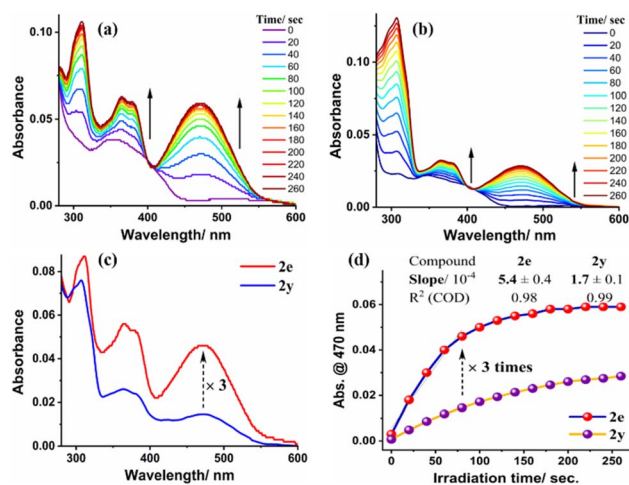 (a)
Time/ sec
0
20
40
60
80
100
120
140
160
180
200
220
240
260
0.10
0.05
0.00
Absorbance
300 400 500 600
Wavelength/ nm
(b)
Time/ sec
0
20
40
60
80
100
120
140
160
180
200
220
240
260
0.10
0.05
0.00
Absorbance
300 400 500 600
Wavelength/ nm
(c)
2e
2y
× 3
0.08
0.06
0.04
0.02
0.00
Absorbance
300 400 500 600
Wavelength/ nm
(d)
Compound 2e 2y
Slope/ 10⁻⁴ 5.4 ± 0.4 1.7 ± 0.1
R² (COD) 0.98 0.99
× 3 times
2e
2y
0.06
0.04
0.02
0.00
Abs. @ 470 nm
0 50 100 150 200 250
Irradiation time/ sec.